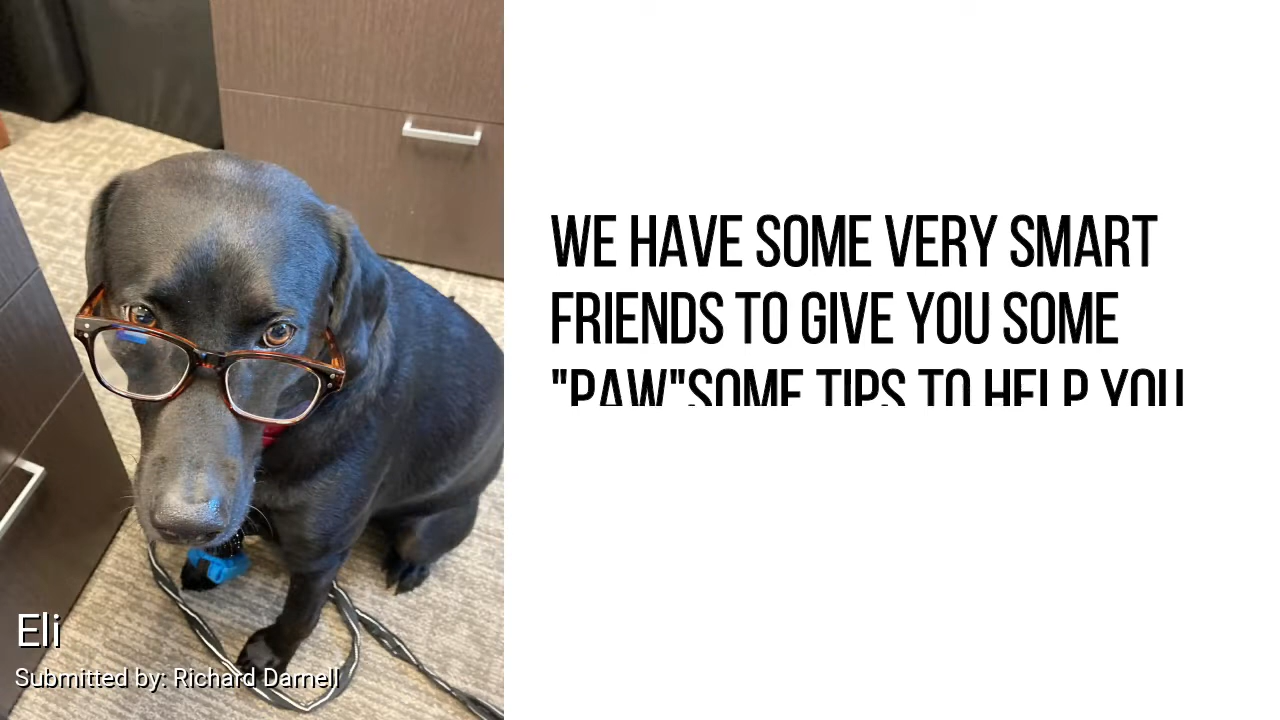 WE HAVE SOME VERY SMART
FRIENDS TO GIVE YOU SOME
"PAW"SOME TIPS TO HELP YOU
Eli
Submitted by: Richard Darnell